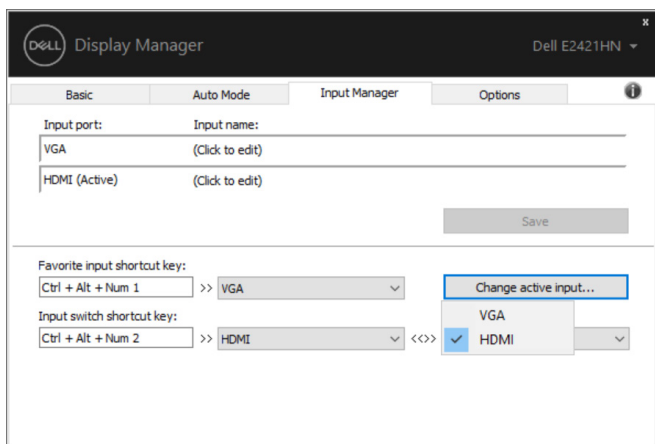 x
DELL Display Manager Dell E2421HN
Basic Auto Mode Input Manager Options i
Input port: Input name:
VGA (Click to edit)
HDMI (Active) (Click to edit)
Save
Favorite input shortcut key:
Ctrl + Alt + Num 1 >> VGA Change active input...
Input switch shortcut key:
VGA
Ctrl + Alt + Num 2 >> HDMI <<>> HDMI